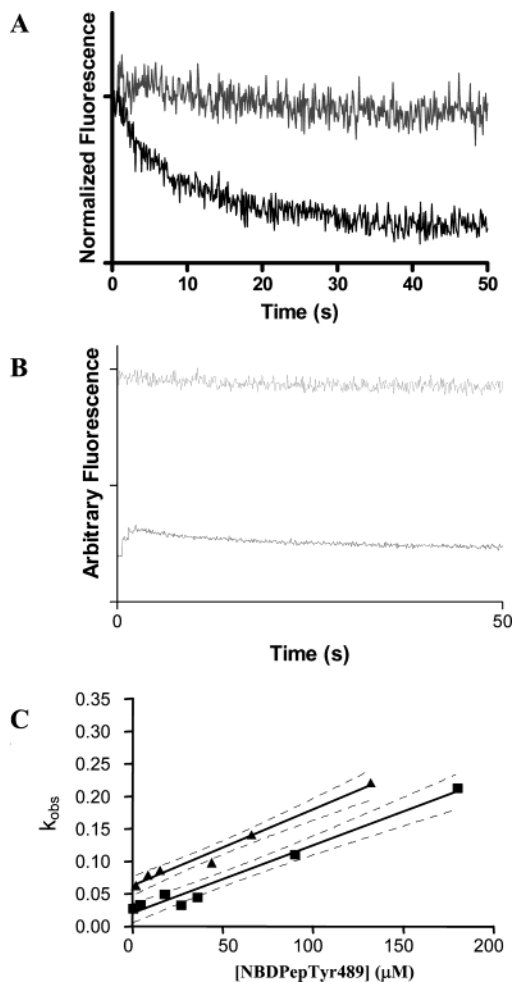 A
Normalized Fluorescence
0 10 20 30 40 50
Time (s)
B
Arbitrary Fluorescence
0 50
Time (s)
C
0.35
0.30
0.25
0.20
0.15
0.10
0.05
0.00
kobs
0 50 100 150 200
[NBDPepTyr489] (μM)